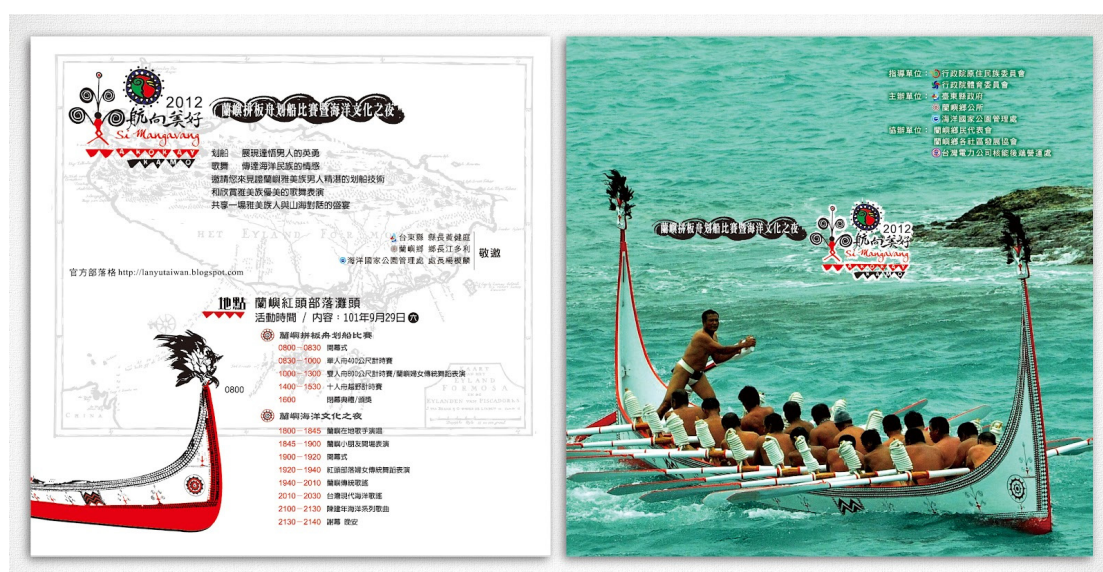 2012
航向美好
Si Mangavang
AVONAY
KAMO
蘭嶼拼板舟划船比賽暨海洋文化之夜
划船 展現達悟男人的英勇
歌舞 傳達海洋民族的情感
邀請您來見證蘭嶼雅美族男人精湛的划船技術
和欣賞雅美族優美的歌舞表演
共享一場雅美族人與山海對話的盛宴
HET EYLAND FORMOSA
台東縣 縣長黃健庭
蘭嶼鄉 鄉長江多利
海洋國家公園管理處 處長楊模麟
敬邀
官方部落格 http://lanyutaiwan.blogspot.com
地點 蘭嶼紅頭部落灘頭
活動時間 / 内容：101年9月29日 六
蘭嶼拼板舟划船比賽
0800－0830 開幕式
0830－1000 單人舟400公尺計時賽
1000－1300 雙人舟800公尺計時賽/蘭嶼婦女傳統舞蹈表演
1400－1530 十人舟越野計時賽
1600 閉幕典禮/頒獎
0800
蘭嶼海洋文化之夜
1800－1845 蘭嶼在地歌手演唱
1845－1900 蘭嶼小朋友開場表演
1900－1920 開幕式
1920－1940 紅頭部落婦女傳統舞蹈表演
1940－2010 蘭嶼傳統歌謠
2010－2030 台灣現代海洋歌謠
2100－2130 陳建年海洋系列歌曲
2130－2140 謝幕 晚安
CHINA
指導單位：行政院原住民族委員會
行政院體育委員會
主辦單位：臺東縣政府
蘭嶼鄉公所
海洋國家公園管理處
協辦單位：蘭嶼鄉民代表會
蘭嶼鄉各社區發展協會
台灣電力公司核能後端營運處
蘭嶼拼板舟划船比賽暨海洋文化之夜
2012
航向美好
Si Mangavang
AVONAY
KAMO